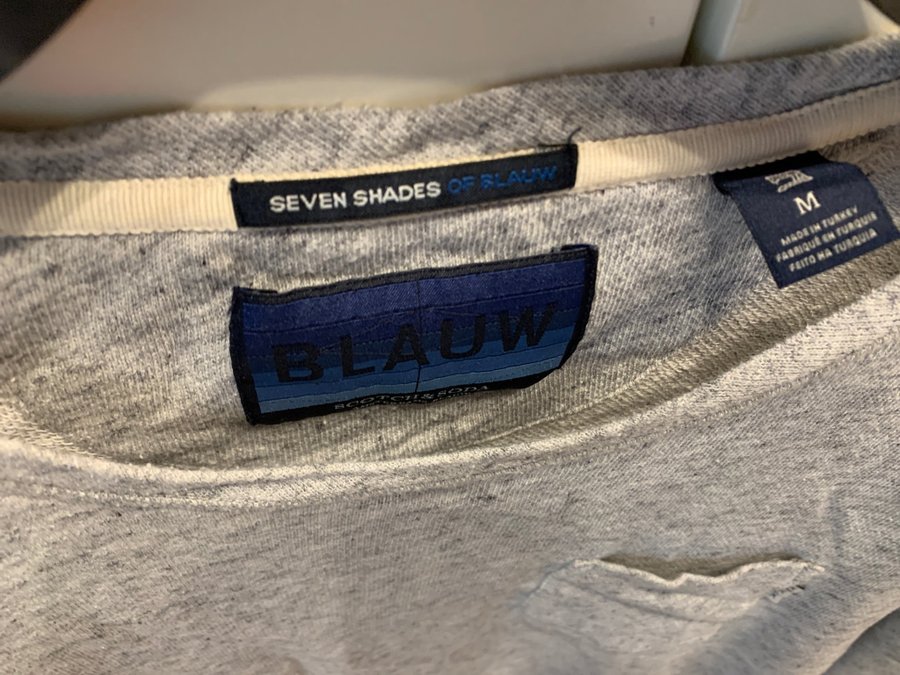 SEVEN SHADES OF BLAUW
BLAUW
SCOTCH & SODA
M
MADE IN TURKEY
FABRIQUÉ EN TURQUIE
FEITO NA TURQUIA